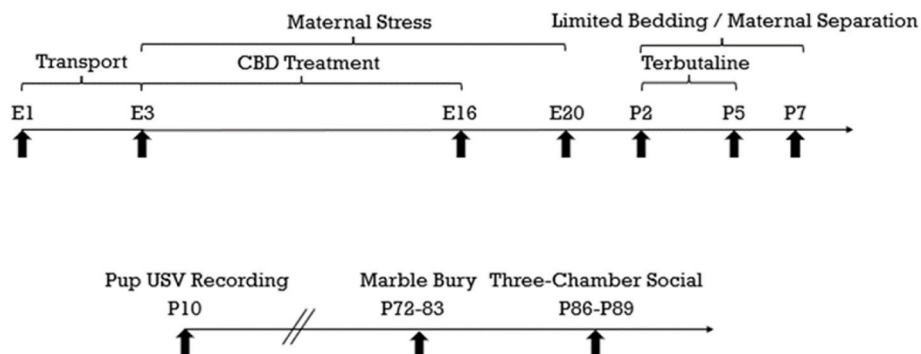 Maternal Stress
Limited Bedding / Maternal Separation
Transport
CBD Treatment
Terbutaline
E1
E3
E16
E20
P2
P5
P7
Pup USV Recording
Marble Bury
Three-Chamber Social
P10
P72-83
P86-P89